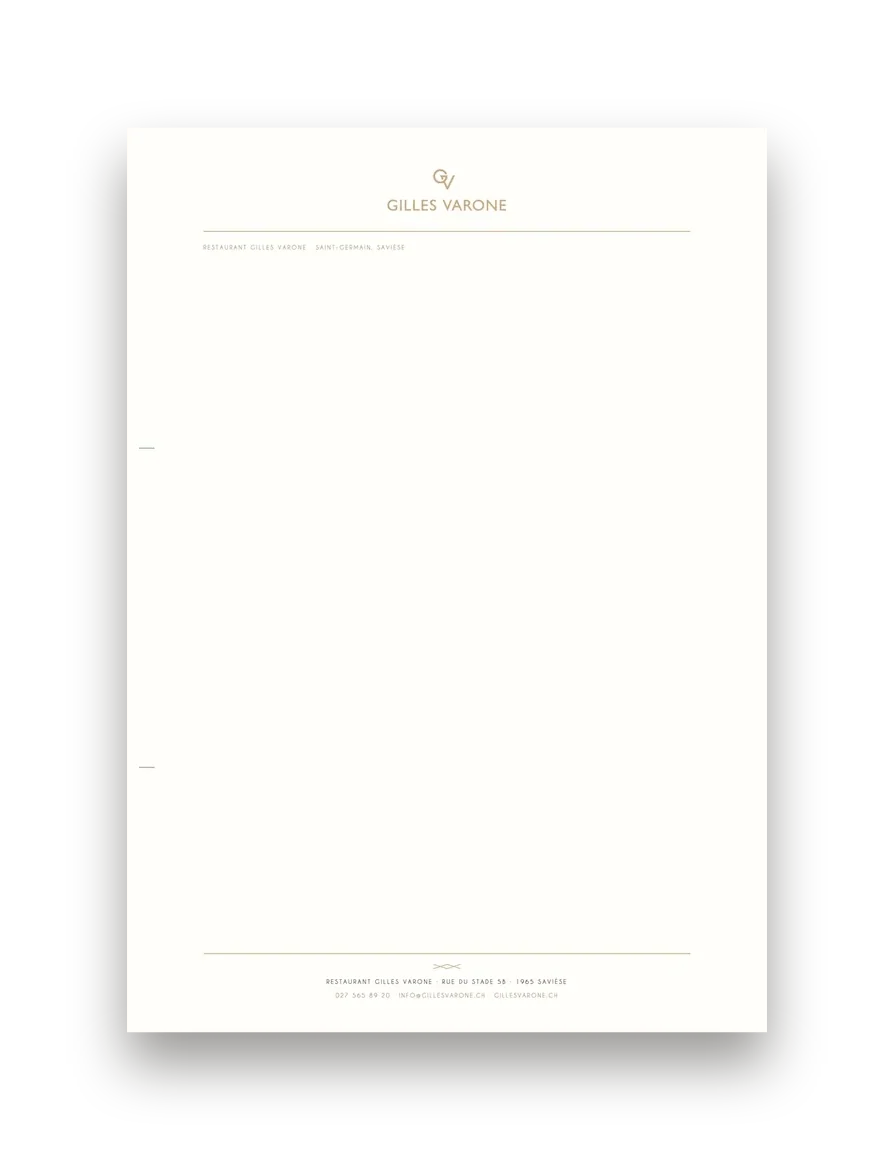 GV
GILLES VARONE
RESTAURANT GILLES VARONE SAINT-GERMAIN, SAVIÈSE
RESTAURANT GILLES VARONE · RUE DU STADE 58 · 1965 SAVIÈSE
027 565 89 20 INFO@GILLESVARONE.CH GILLESVARONE.CH